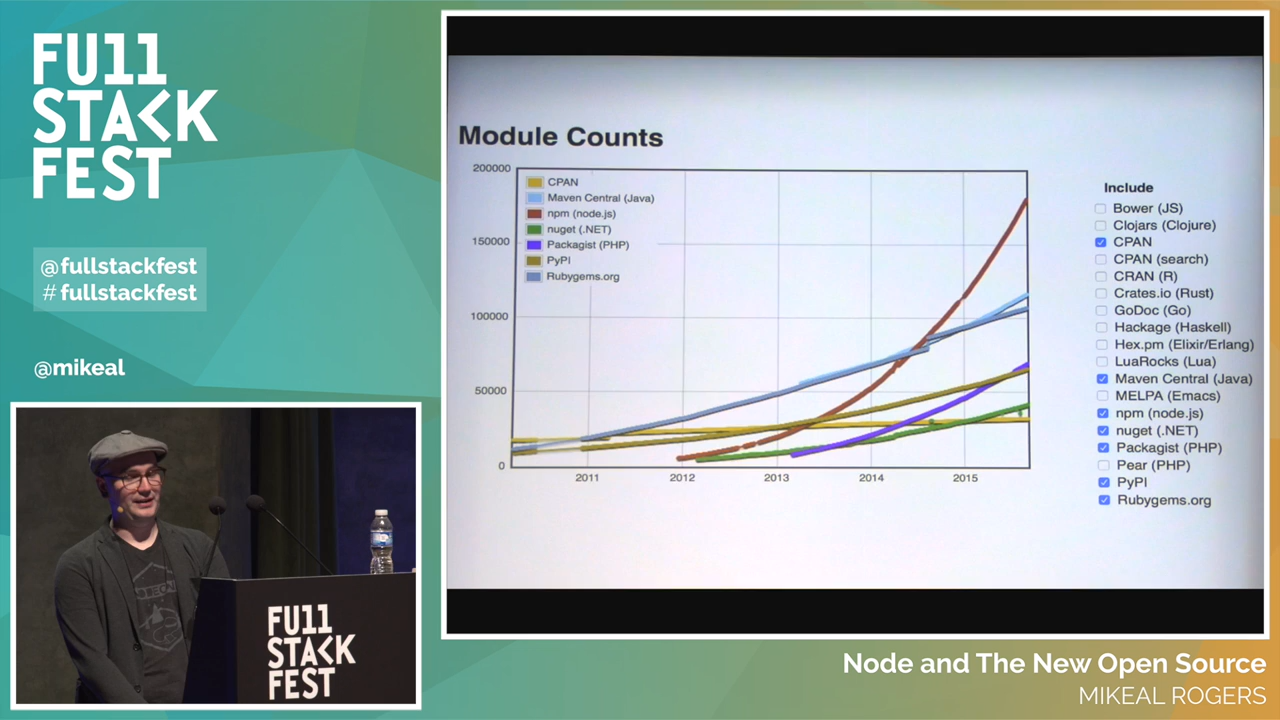 FU11
STACK
FEST
@fullstackfest
# fullstackfest
@mikeal
FU11
STACK
FEST
Module Counts
200000
150000
100000
50000
0
2011
2012
2013
2014
2015
CPAN
Maven Central (Java)
npm (node.js)
nuget (.NET)
Packagist (PHP)
PyPI
Rubygems.org
Include
Bower (JS)
Clojars (Clojure)
CPAN
CPAN (search)
CRAN (R)
Crates.io (Rust)
GoDoc (Go)
Hackage (Haskell)
Hex.pm (Elixir/Erlang)
LuaRocks (Lua)
Maven Central (Java)
MELPA (Emacs)
npm (node.js)
nuget (.NET)
Packagist (PHP)
Pear (PHP)
PyPI
Rubygems.org
Node and The New Open Source
MIKEAL ROGERS